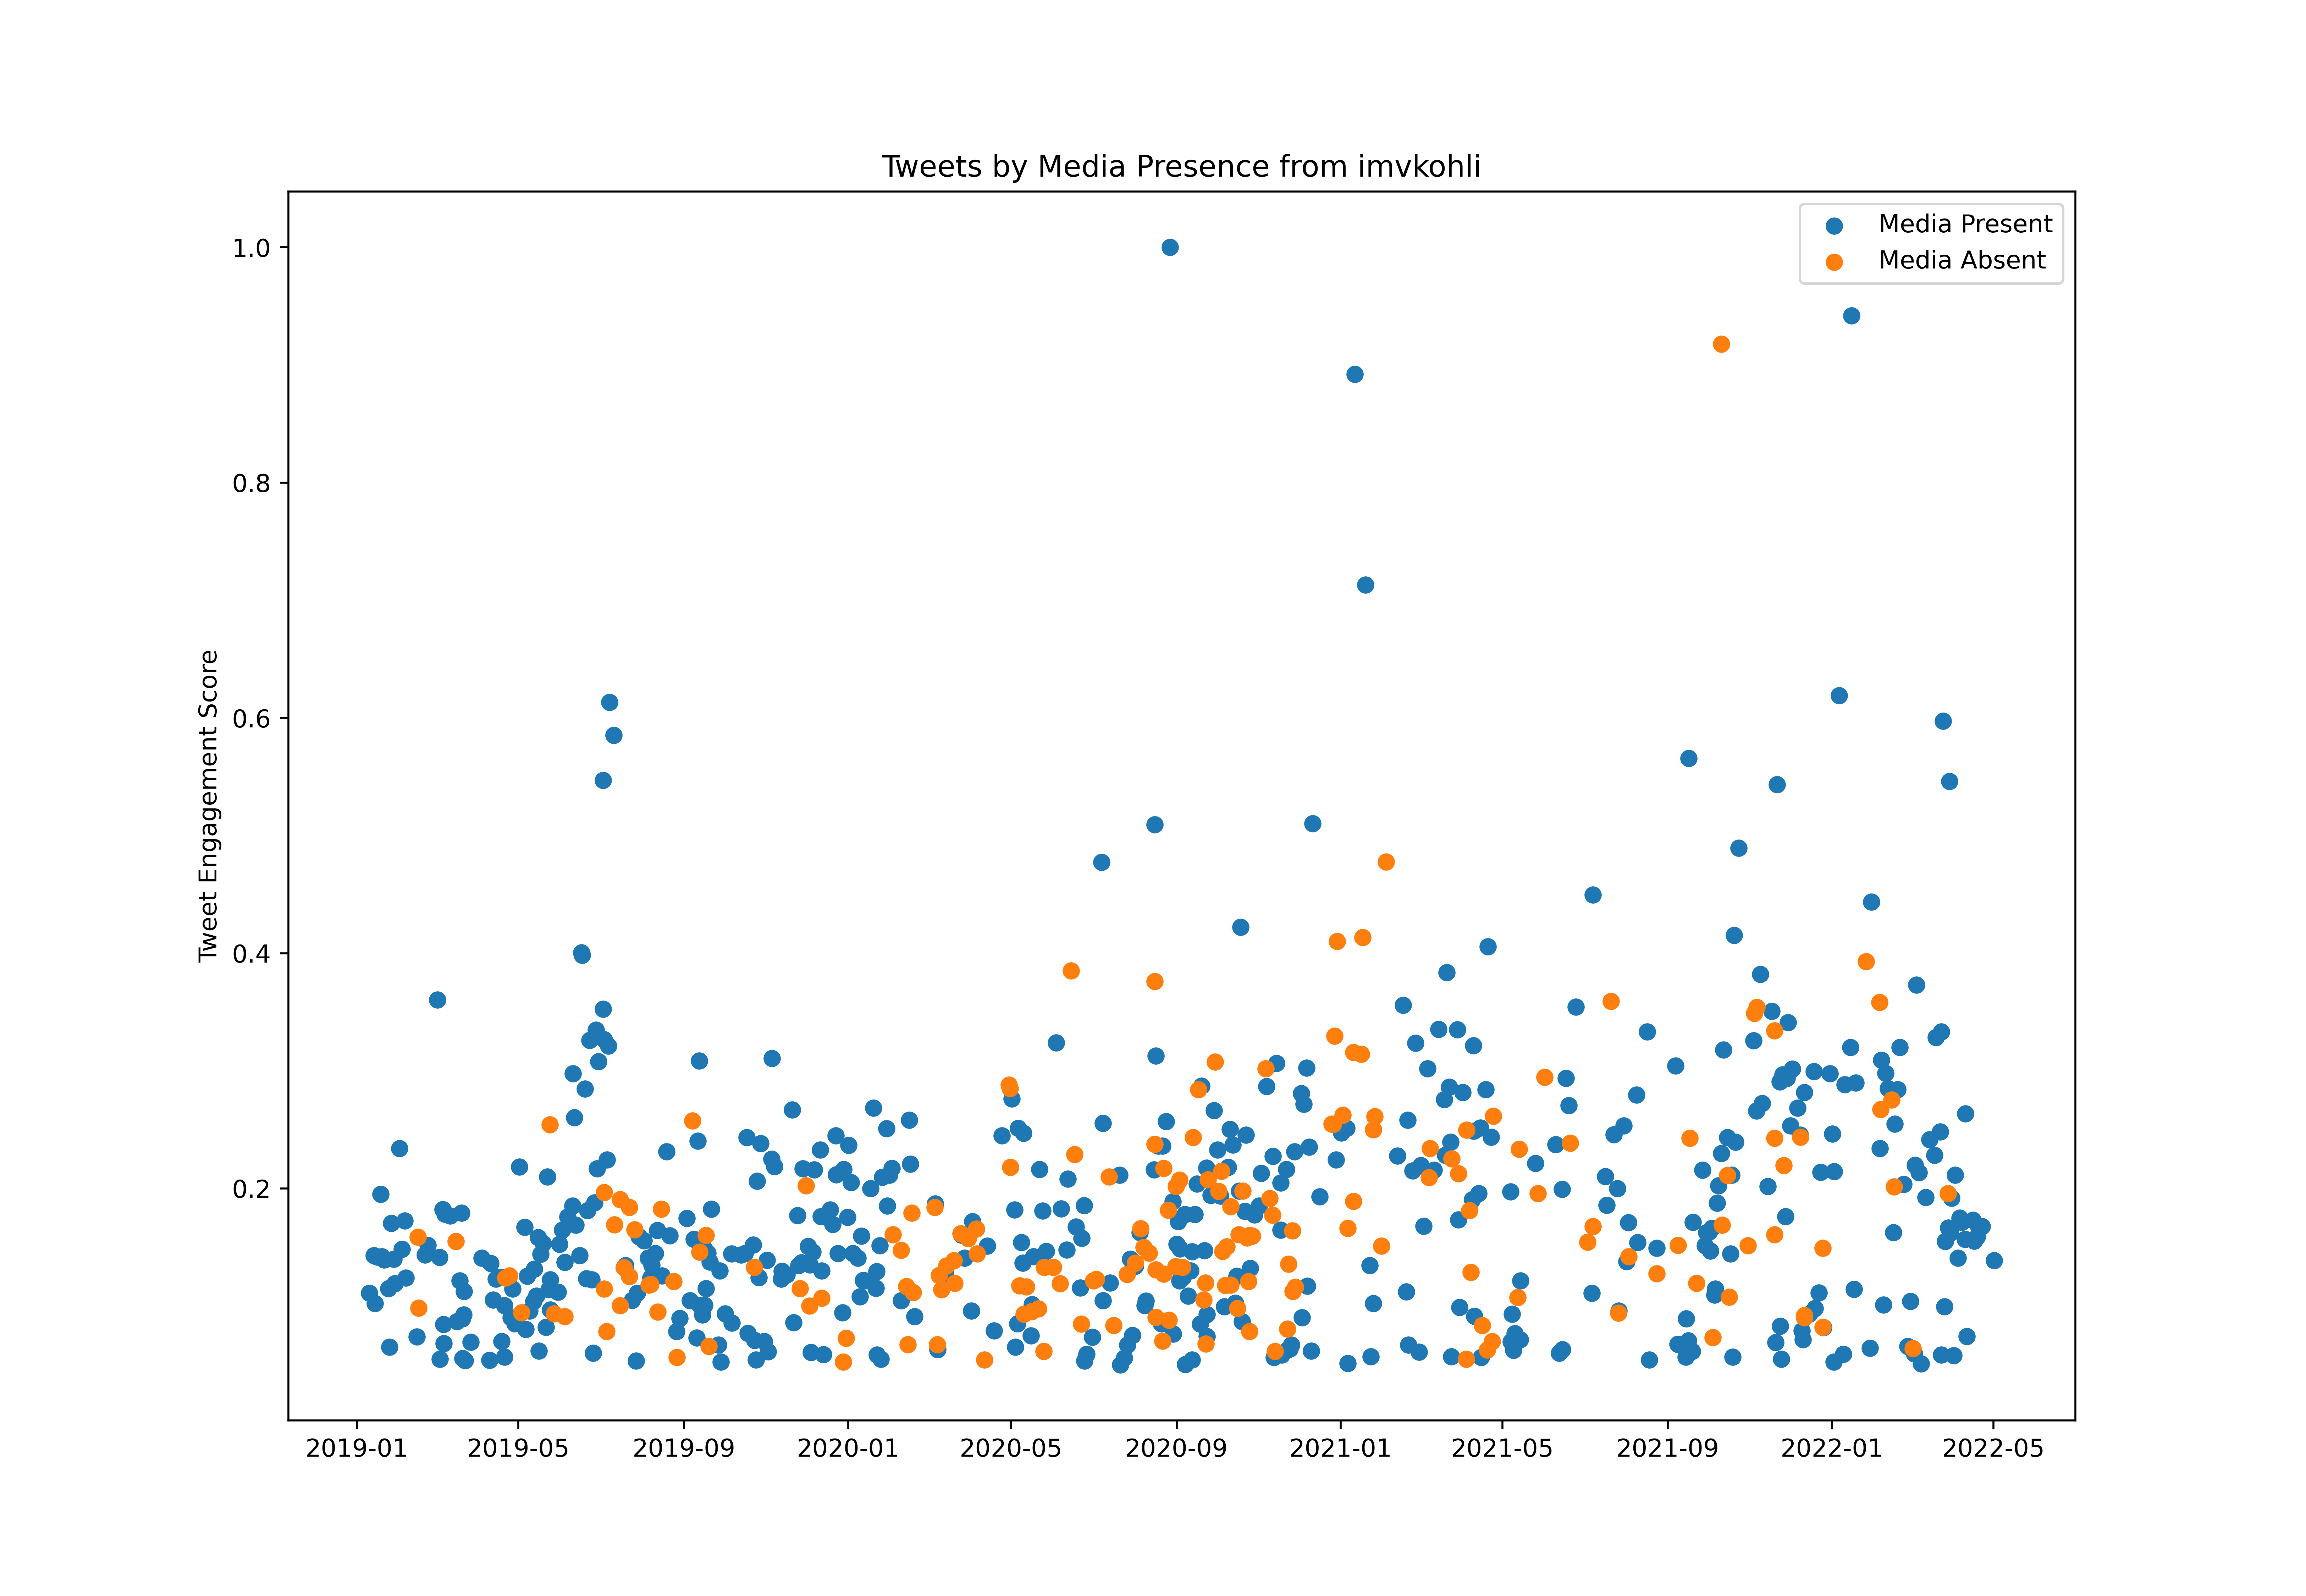 Tweets by Media Presence from imvkohli
Media Present
Media Absent
Tweet Engagement Score
1.0
0.8
0.6
0.4
0.2
2019-01 2019-05 2019-09 2020-01 2020-05 2020-09 2021-01 2021-05 2021-09 2022-01 2022-05